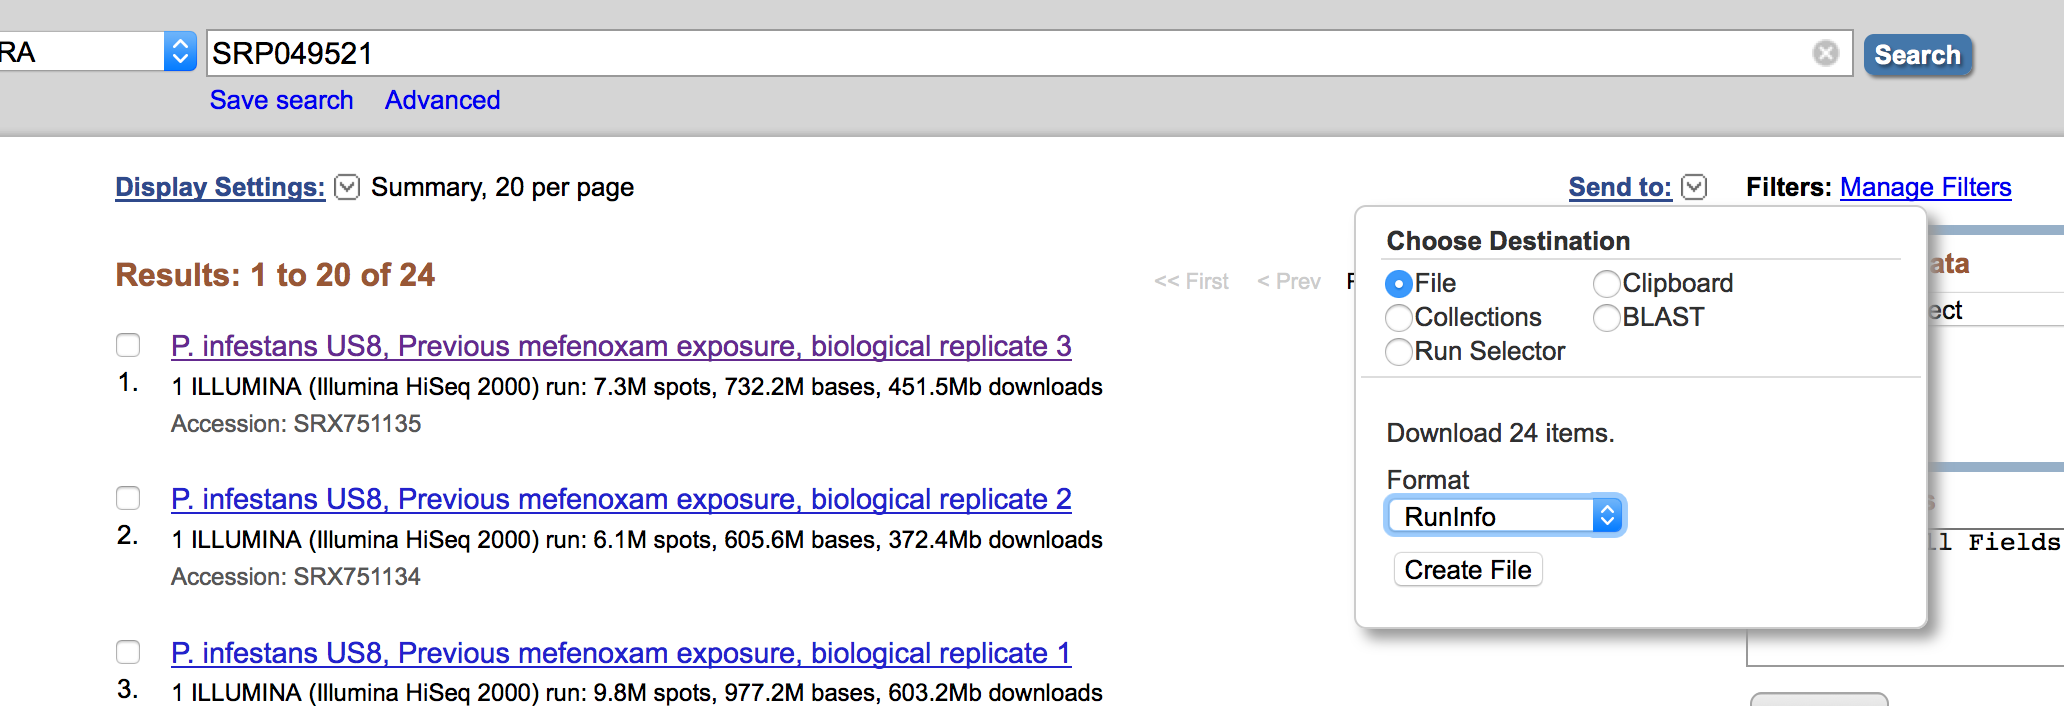 RA
SRP049521
Search
Save search Advanced
Display Settings: Summary, 20 per page
Send to: Filters: Manage Filters
Results: 1 to 20 of 24
<< First < Prev
Choose Destination
File Clipboard
Collections BLAST
Run Selector
Download 24 items.
Format
RunInfo
Create File
ata
ect
ll Fields
P. infestans US8, Previous mefenoxam exposure, biological replicate 3
1. 1 ILLUMINA (Illumina HiSeq 2000) run: 7.3M spots, 732.2M bases, 451.5Mb downloads
Accession: SRX751135
P. infestans US8, Previous mefenoxam exposure, biological replicate 2
2. 1 ILLUMINA (Illumina HiSeq 2000) run: 6.1M spots, 605.6M bases, 372.4Mb downloads
Accession: SRX751134
P. infestans US8, Previous mefenoxam exposure, biological replicate 1
3. 1 ILLUMINA (Illumina HiSeq 2000) run: 9.8M spots, 977.2M bases, 603.2Mb downloads